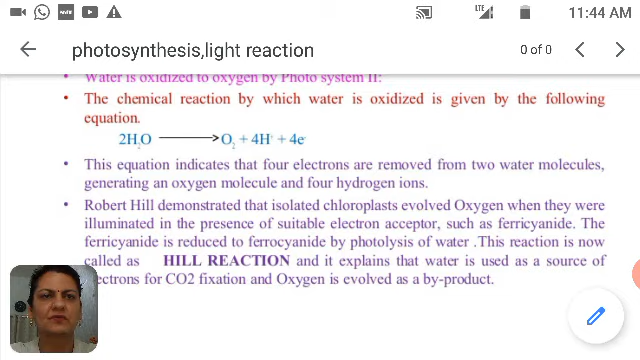 LTE 11:44 AM
photosynthesis,light reaction 0 of 0
• Water is oxidized to oxygen by Photo system II:
• The chemical reaction by which water is oxidized is given by the following
equation.
2H₂O ⟶ O₂ + 4H⁺ + 4e⁻
• This equation indicates that four electrons are removed from two water molecules,
generating an oxygen molecule and four hydrogen ions.
• Robert Hill demonstrated that isolated chloroplasts evolved Oxygen when they were
illuminated in the presence of suitable electron acceptor, such as ferricyanide. The
ferricyanide is reduced to ferrocyanide by photolysis of water .This reaction is now
called as HILL REACTION and it explains that water is used as a source of
electrons for CO2 fixation and Oxygen is evolved as a by-product.